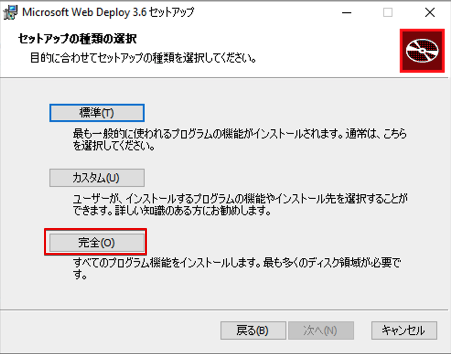 Microsoft Web Deploy 3.6 セットアップ
セットアップの種類の選択
目的に合わせてセットアップの種類を選択してください。
標準(T)
最も一般的に使われるプログラムの機能がインストールされます。通常は、こちら
を選択してください。
カスタム(U)
ユーザーが、インストールするプログラムの機能やインストール先を選択することが
できます。詳しい知識のある方にお勧めします。
完全(O)
すべてのプログラム機能をインストールします。最も多くのディスク領域が必要で
す。
戻る(B)
次へ(N)
キャンセル